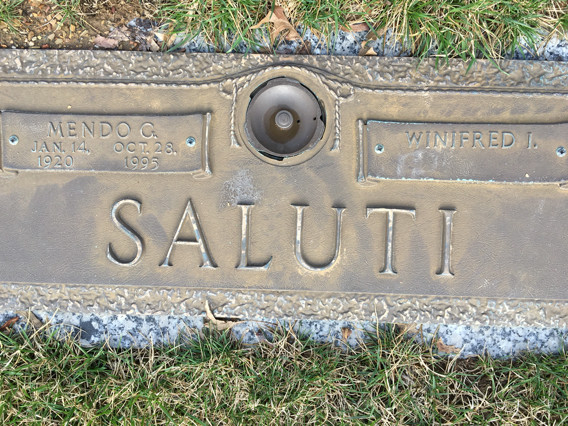 MENDO G.
JAN. 14, OCT. 28,
1920 1995
WINIFRED I.
SALUTI